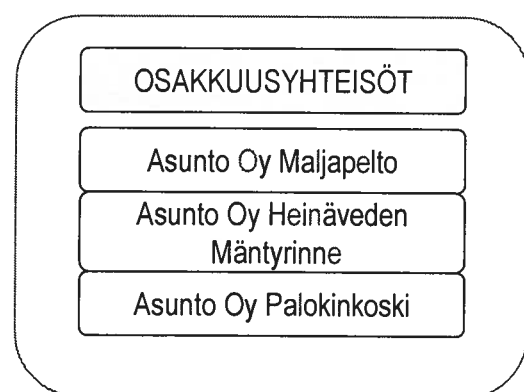 OSAKKUUSYHTEISÖT
Asunto Oy Maljapelto
Asunto Oy Heinäveden
Mäntyrinne
Asunto Oy Palokinkoski